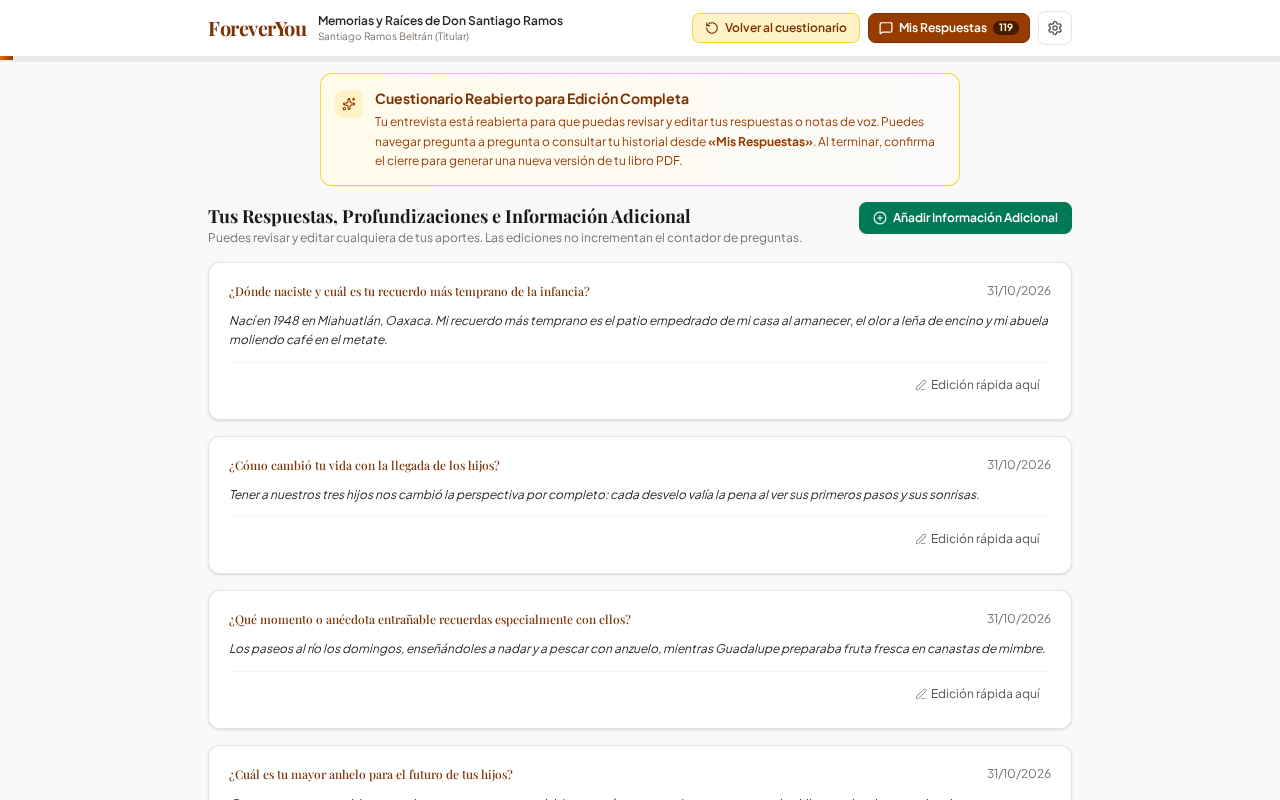 ForeverYou
Memorias y Raíces de Don Santiago Ramos
Santiago Ramos Beltrán (Titular)
Volver al cuestionario
Mis Respuestas 119
Cuestionario Reabierto para Edición Completa
Tu entrevista está reabierta para que puedas revisar y editar tus respuestas o notas de voz. Puedes
navegar pregunta a pregunta o consultar tu historial desde «Mis Respuestas». Al terminar, confirma
el cierre para generar una nueva versión de tu libro PDF.
Tus Respuestas, Profundizaciones e Información Adicional
Puedes revisar y editar cualquiera de tus aportes. Las ediciones no incrementan el contador de preguntas.
Añadir Información Adicional
¿Dónde naciste y cuál es tu recuerdo más temprano de la infancia? 31/10/2026
Nací en 1948 en Miahuatlán, Oaxaca. Mi recuerdo más temprano es el patio empedrado de mi casa al amanecer, el olor a leña de encino y mi abuela
moliendo café en el metate.
Edición rápida aquí
¿Cómo cambió tu vida con la llegada de los hijos? 31/10/2026
Tener a nuestros tres hijos nos cambió la perspectiva por completo: cada desvelo valía la pena al ver sus primeros pasos y sus sonrisas.
Edición rápida aquí
¿Qué momento o anécdota entrañable recuerdas especialmente con ellos? 31/10/2026
Los paseos al río los domingos, enseñándoles a nadar y a pescar con anzuelo, mientras Guadalupe preparaba fruta fresca en canastas de mimbre.
Edición rápida aquí
¿Cuál es tu mayor anhelo para el futuro de tus hijos? 31/10/2026